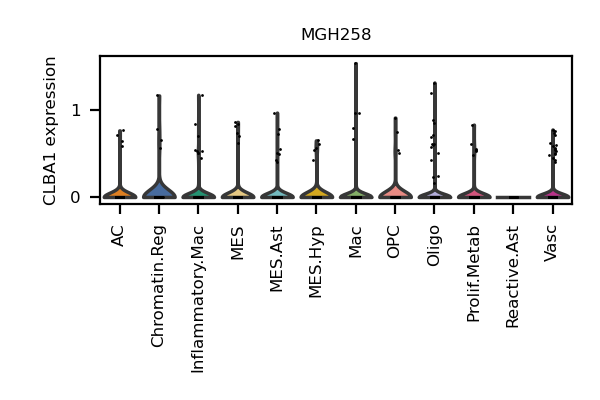 MGH258
CLBA1 expression
1
0
AC
Chromatin.Reg
Inflammatory.Mac
MES
MES.Ast
MES.Hyp
Mac
OPC
Oligo
Prolif.Metab
Reactive.Ast
Vasc